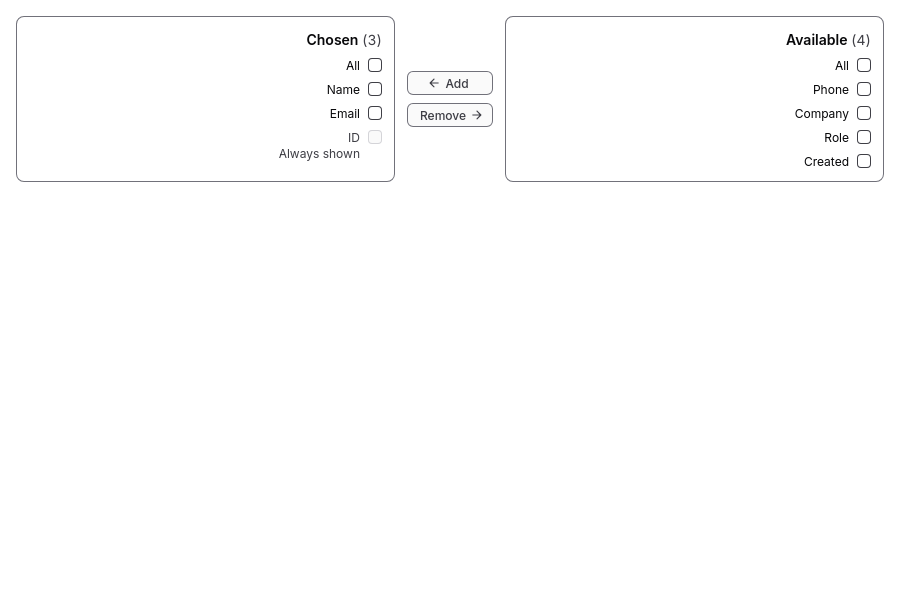 Chosen (3)
All
Name
Email
ID
Always shown
← Add
Remove →
Available (4)
All
Phone
Company
Role
Created